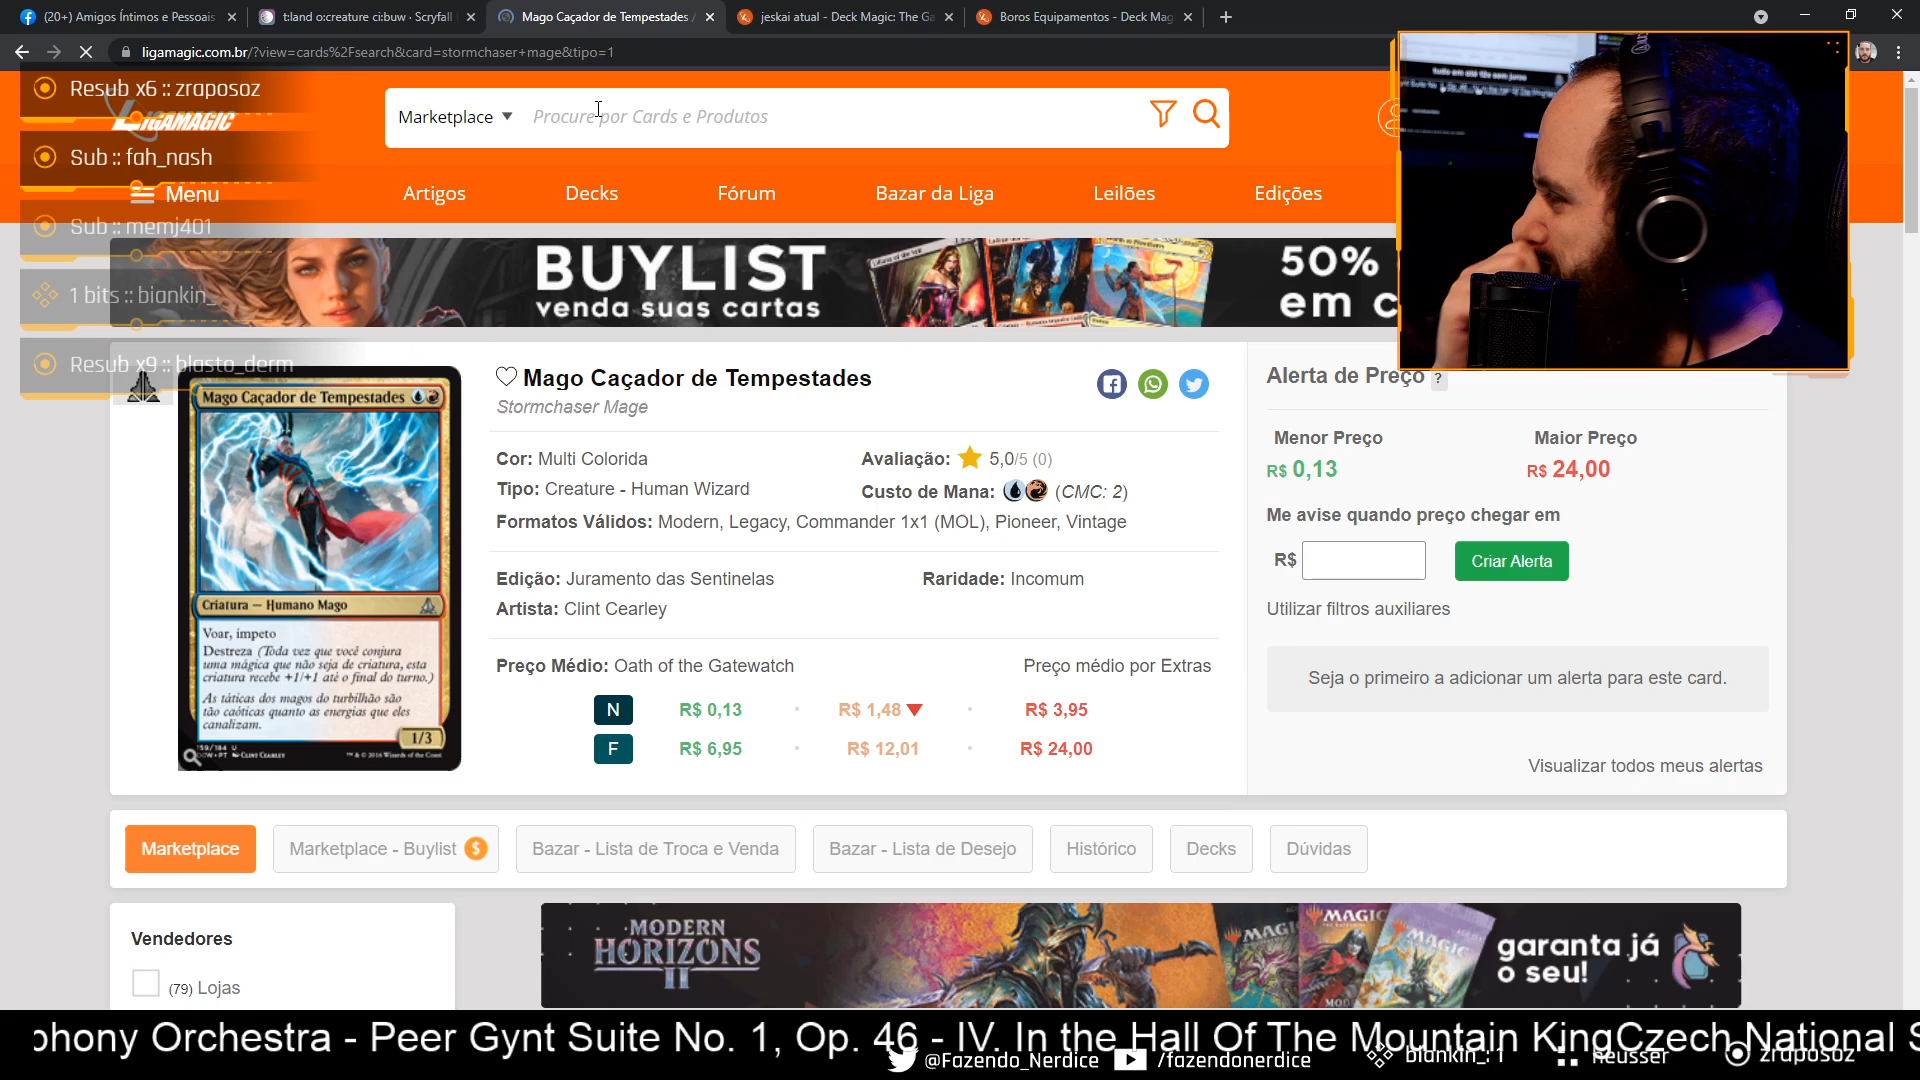 (20+) Amigos Íntimos e Pessoais
t:land o:creature ci:buw · Scryfall
Mago Caçador de Tempestades
jeskai atual - Deck Magic: The Ga
Boros Equipamentos - Deck Mag
ligamagic.com.br/?view=cards%2Fsearch&card=stormchaser+mage&tipo=1
Resub x6 :: zraposoz
LIGAMAGIC
Marketplace
Procure por Cards e Produtos
Sub :: fah_nash
Menu
Artigos
Decks
Fórum
Bazar da Liga
Leilões
Edições
Sub :: memj401
1 bits :: biankin_
Resub x9 :: blasto_derm
BUYLIST
venda suas cartas
50%
em c
Mago Caçador de Tempestades
Criatura — Humano Mago
Voar, ímpeto
Destreza (Toda vez que você conjura
uma mágica que não seja de criatura, esta
criatura recebe +1/+1 até o final do turno.)
As táticas dos magos do turbilhão são
tão caóticas quanto as energias que eles
canalizam.
1/3
159/184 U
Clint Cearley
Mago Caçador de Tempestades
Stormchaser Mage
Cor: Multi Colorida
Avaliação: 5,0/5 (0)
Tipo: Creature - Human Wizard
Custo de Mana: (CMC: 2)
Formatos Válidos: Modern, Legacy, Commander 1x1 (MOL), Pioneer, Vintage
Edição: Juramento das Sentinelas
Raridade: Incomum
Artista: Clint Cearley
Preço Médio: Oath of the Gatewatch
Preço médio por Extras
N R$ 0,13 R$ 1,48 R$ 3,95
F R$ 6,95 R$ 12,01 R$ 24,00
Alerta de Preço ?
Menor Preço
Maior Preço
R$ 0,13
R$ 24,00
Me avise quando preço chegar em
R$
Criar Alerta
Utilizar filtros auxiliares
Seja o primeiro a adicionar um alerta para este card.
Visualizar todos meus alertas
Marketplace
Marketplace - Buylist $
Bazar - Lista de Troca e Venda
Bazar - Lista de Desejo
Histórico
Decks
Dúvidas
Vendedores
(79) Lojas
MODERN
HORIZONS
II
MAGIC
garanta já
o seu!
phony Orchestra - Peer Gynt Suite No. 1, Op. 46 - IV. In the Hall Of The Mountain KingCzech National S
@Fazendo_Nerdice
/fazendonerdice
biankin_: 1
neusser
zraposoz